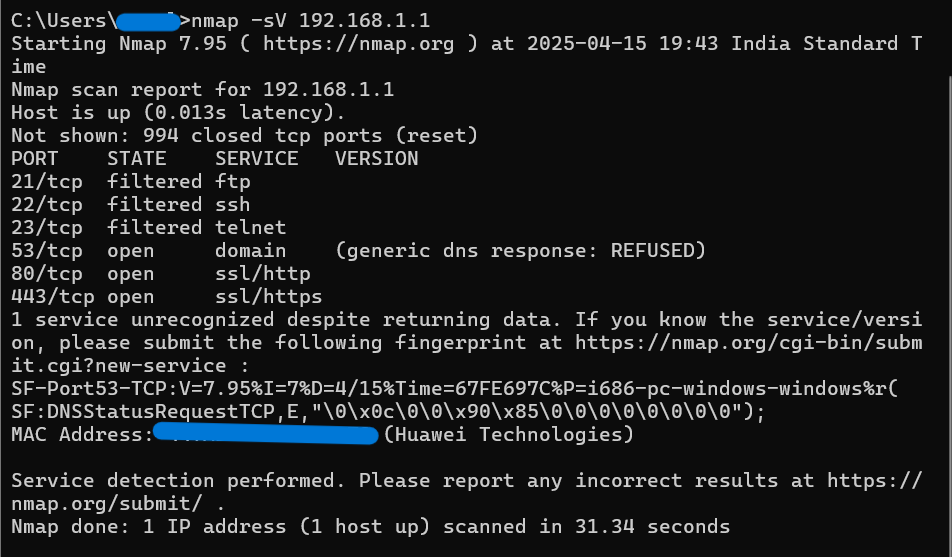 C:\Users\>nmap -sV 192.168.1.1
Starting Nmap 7.95 ( https://nmap.org ) at 2025-04-15 19:43 India Standard T
ime
Nmap scan report for 192.168.1.1
Host is up (0.013s latency).
Not shown: 994 closed tcp ports (reset)
PORT    STATE    SERVICE   VERSION
21/tcp  filtered ftp
22/tcp  filtered ssh
23/tcp  filtered telnet
53/tcp  open     domain    (generic dns response: REFUSED)
80/tcp  open     ssl/http
443/tcp open     ssl/https
1 service unrecognized despite returning data. If you know the service/versi
on, please submit the following fingerprint at https://nmap.org/cgi-bin/subm
it.cgi?new-service :
SF-Port53-TCP:V=7.95%I=7%D=4/15%Time=67FE697C%P=i686-pc-windows-windows%r(
SF:DNSStatusRequestTCP,E,"\0\x0c\0\0\x90\x85\0\0\0\0\0\0\0\0");
MAC Address: (Huawei Technologies)

Service detection performed. Please report any incorrect results at https://
nmap.org/submit/ .
Nmap done: 1 IP address (1 host up) scanned in 31.34 seconds